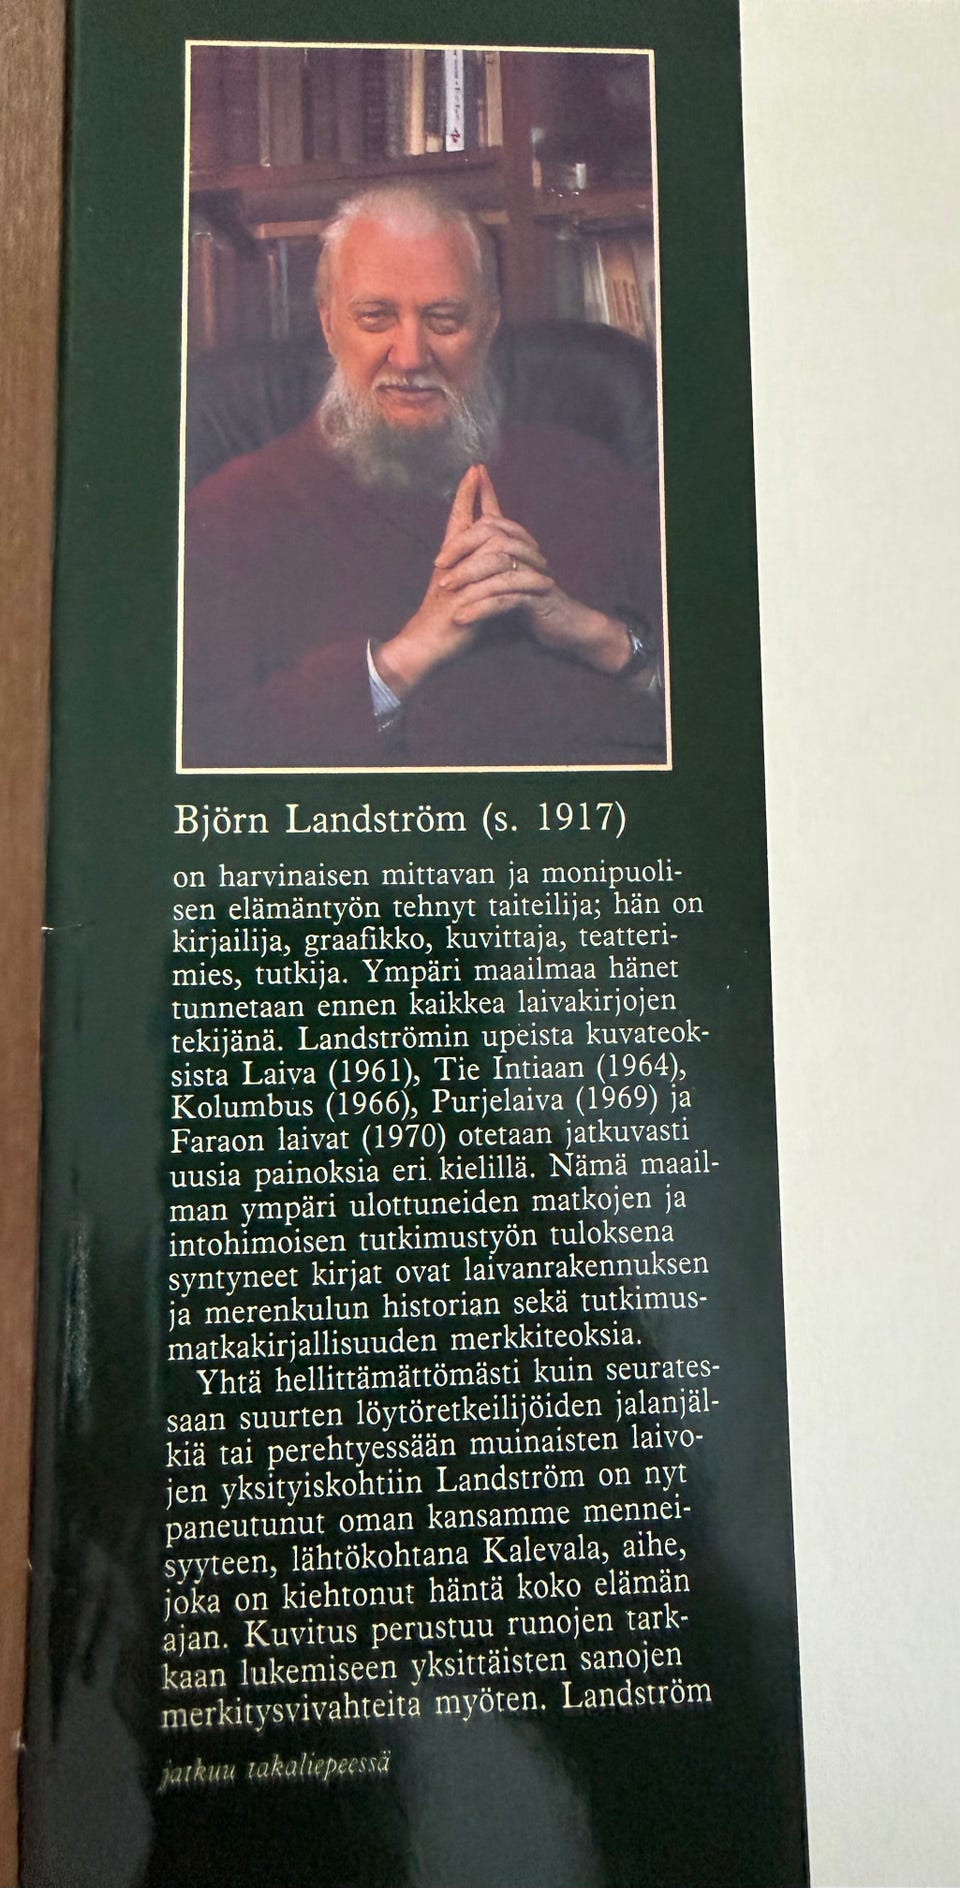 Björn Landström (s. 1917)
on harvinaisen mittavan ja monipuoli-
sen elämäntyön tehnyt taiteilija; hän on
kirjailija, graafikko, kuvittaja, teatteri-
mies, tutkija. Ympäri maailmaa hänet
tunnetaan ennen kaikkea laivakirjojen
tekijänä. Landströmin upeista kuvateok-
sista Laiva (1961), Tie Intiaan (1964),
Kolumbus (1966), Purjelaiva (1969) ja
Faraon laivat (1970) otetaan jatkuvasti
uusia painoksia eri kielillä. Nämä maail-
man ympäri ulottuneiden matkojen ja
intohimoisen tutkimustyön tuloksena
syntyneet kirjat ovat laivanrakennuksen
ja merenkulun historian sekä tutkimus-
matkakirjallisuuden merkkiteoksia.
Yhtä hellittämättömästi kuin seurates-
saan suurten löytöretkeilijöiden jalanjäl-
kiä tai perehtyessään muinaisten laivo-
jen yksityiskohtiin Landström on nyt
paneutunut oman kansamme mennei-
syyteen, lähtökohtana Kalevala, aihe,
joka on kiehtonut häntä koko elämän
ajan. Kuvitus perustuu runojen tark-
kaan lukemiseen yksittäisten sanojen
merkitysvivahteita myöten. Landström
jatkuu takaliepeessä